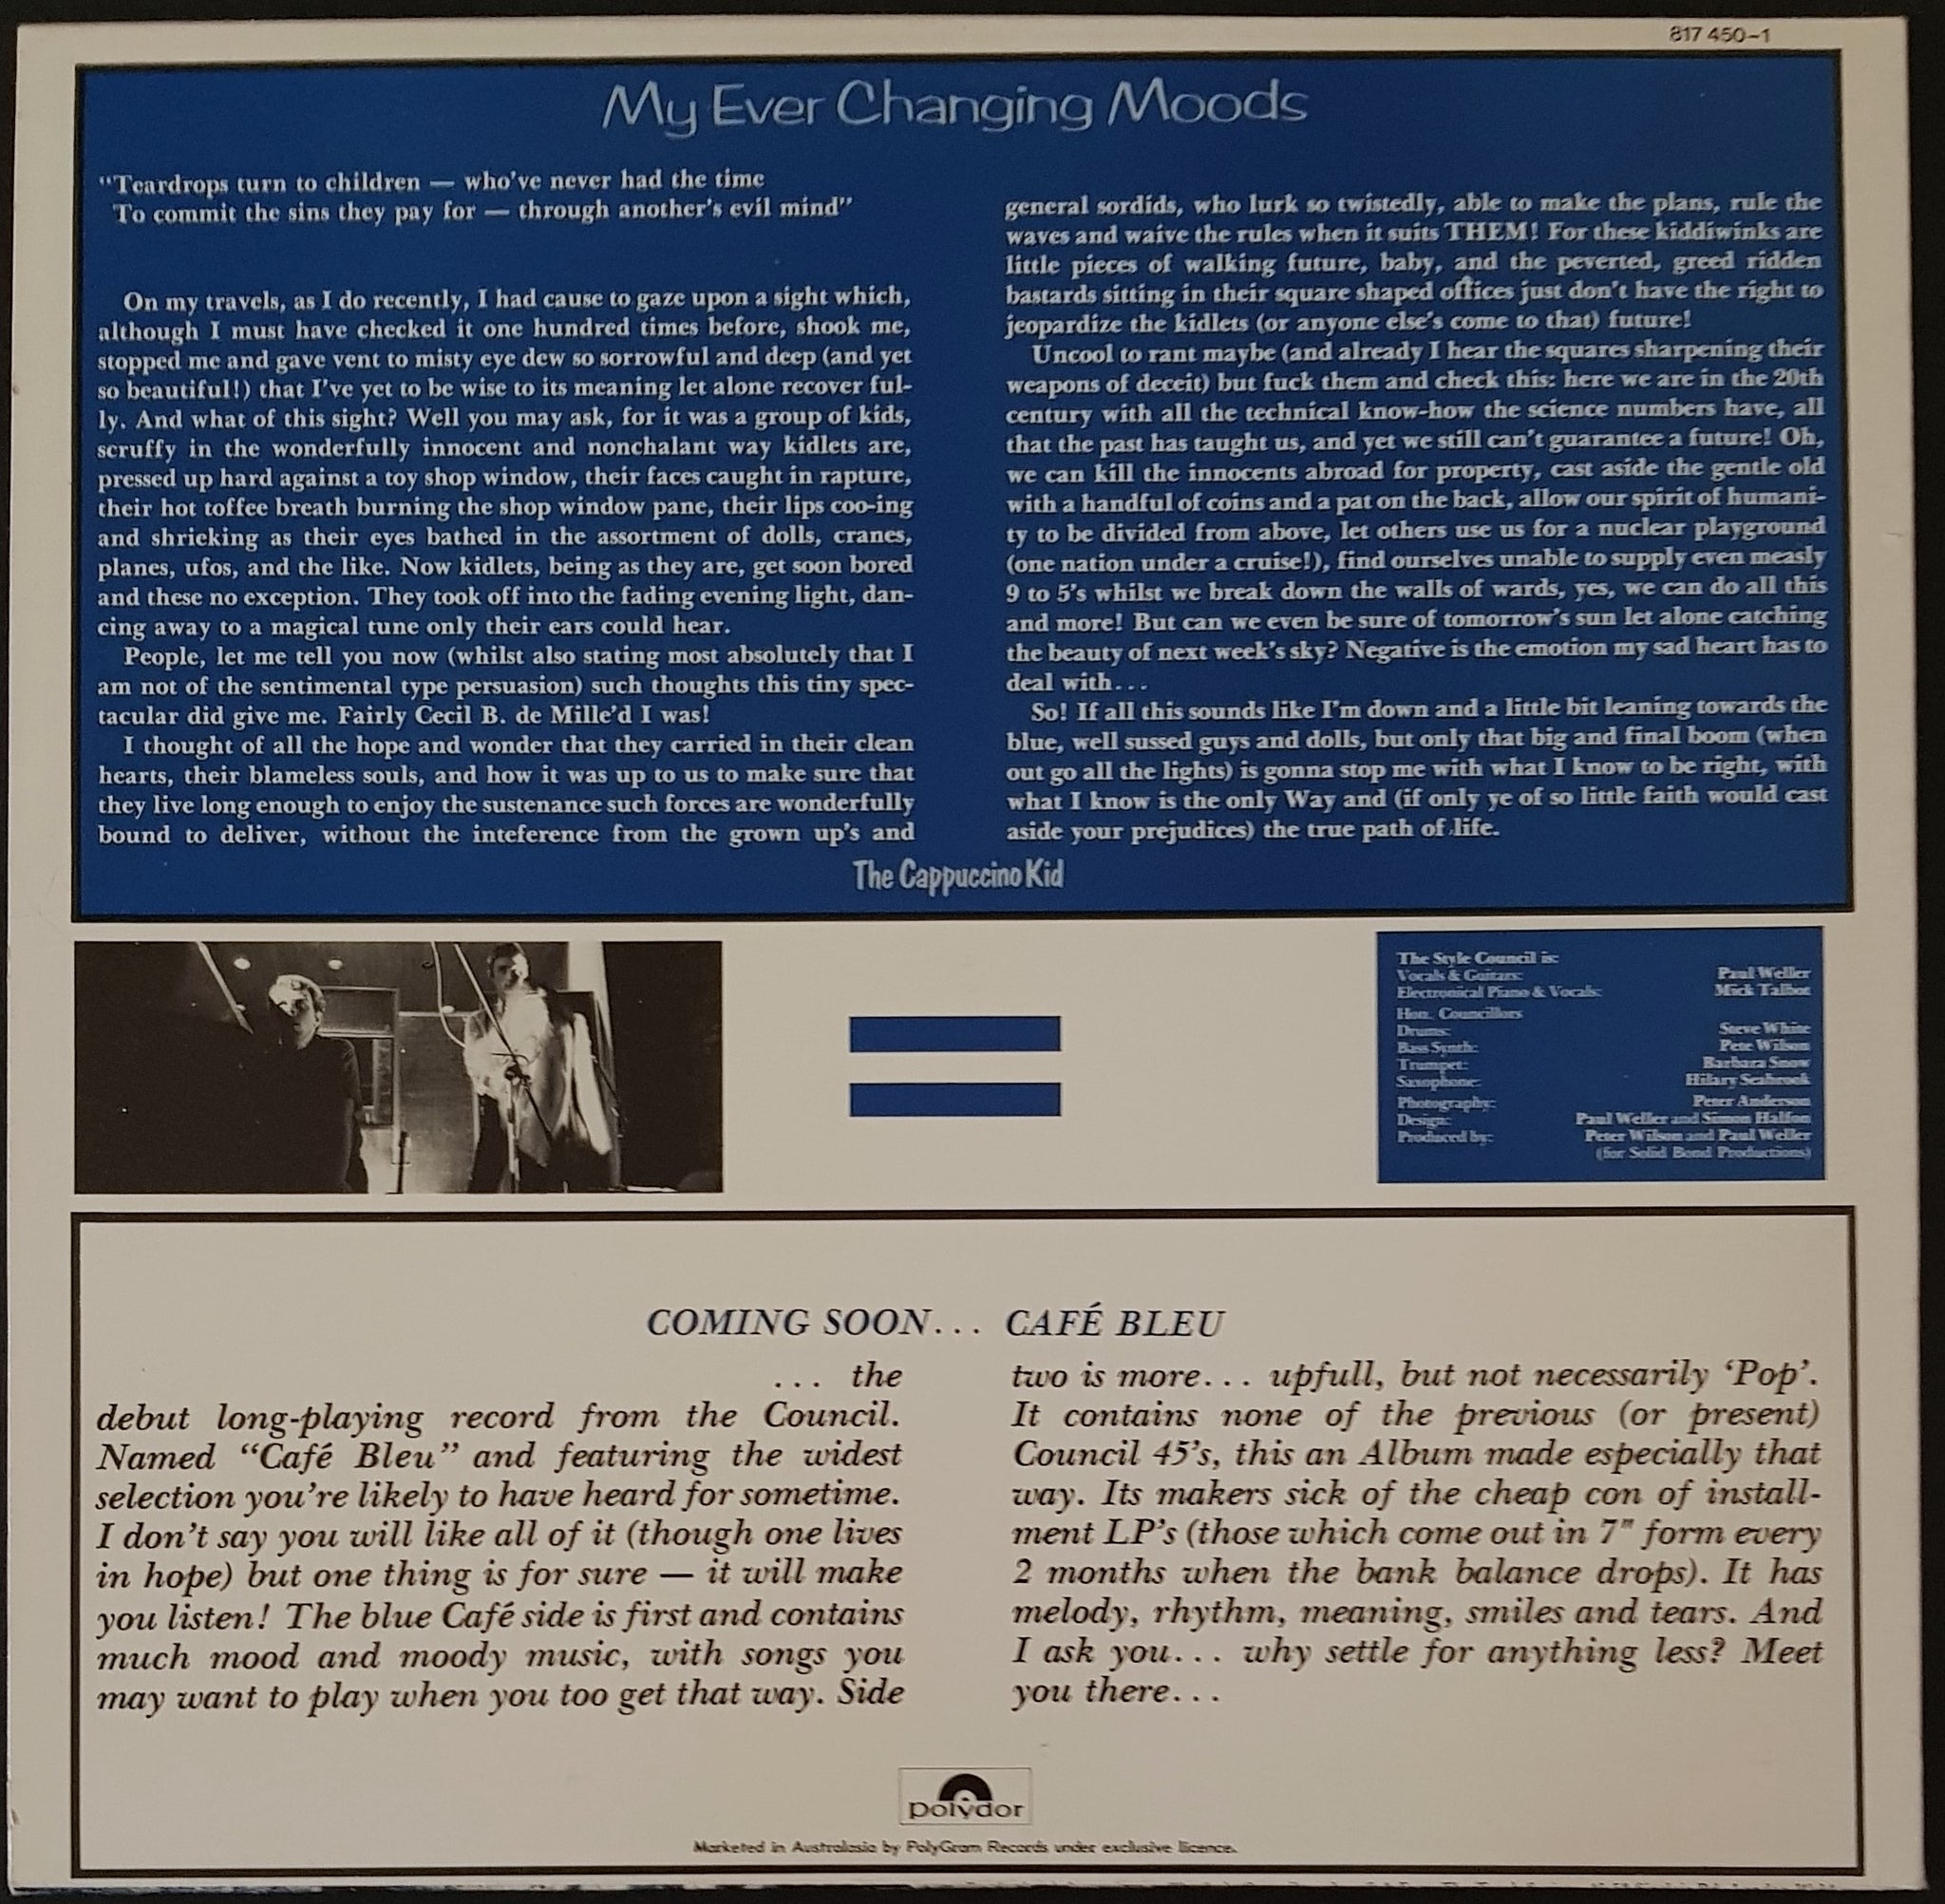 817 450-1
My Ever Changing Moods
"Teardrops turn to children — who've never had the time
To commit the sins they pay for — through another's evil mind"
On my travels, as I do recently, I had cause to gaze upon a sight which,
although I must have checked it one hundred times before, shook me,
stopped me and gave vent to misty eye dew so sorrowful and deep (and yet
so beautiful!) that I've yet to be wise to its meaning let alone recover ful-
ly. And what of this sight? Well you may ask, for it was a group of kids,
scruffy in the wonderfully innocent and nonchalant way kidlets are,
pressed up hard against a toy shop window, their faces caught in rapture,
their hot toffee breath burning the shop window pane, their lips coo-ing
and shrieking as their eyes bathed in the assortment of dolls, cranes,
planes, ufos, and the like. Now kidlets, being as they are, get soon bored
and these no exception. They took off into the fading evening light, dan-
cing away to a magical tune only their ears could hear.
People, let me tell you now (whilst also stating most absolutely that I
am not of the sentimental type persuasion) such thoughts this tiny spec-
tacular did give me. Fairly Cecil B. de Mille'd I was!
I thought of all the hope and wonder that they carried in their clean
hearts, their blameless souls, and how it was up to us to make sure that
they live long enough to enjoy the sustenance such forces are wonderfully
bound to deliver, without the inteference from the grown up's and
general sordids, who lurk so twistedly, able to make the plans, rule the
waves and waive the rules when it suits THEM! For these kiddiwinks are
little pieces of walking future, baby, and the peverted, greed ridden
bastards sitting in their square shaped offices just don't have the right to
jeopardize the kidlets (or anyone else's come to that) future!
Uncool to rant maybe (and already I hear the squares sharpening their
weapons of deceit) but fuck them and check this: here we are in the 20th
century with all the technical know-how the science numbers have, all
that the past has taught us, and yet we still can't guarantee a future! Oh,
we can kill the innocents abroad for property, cast aside the gentle old
with a handful of coins and a pat on the back, allow our spirit of humani-
ty to be divided from above, let others use us for a nuclear playground
(one nation under a cruise!), find ourselves unable to supply even measly
9 to 5's whilst we break down the walls of wards, yes, we can do all this
and more! But can we even be sure of tomorrow's sun let alone catching
the beauty of next week's sky? Negative is the emotion my sad heart has to
deal with...
So! If all this sounds like I'm down and a little bit leaning towards the
blue, well sussed guys and dolls, but only that big and final boom (when
out go all the lights) is gonna stop me with what I know to be right, with
what I know is the only Way and (if only ye of so little faith would cast
aside your prejudices) the true path of life.
The Cappuccino Kid
The Style Council is:
Vocals & Guitars: Paul Weller
Electronical Piano & Vocals: Mick Talbot
Hon. Councillors
Drums: Steve White
Bass Synth: Pete Wilson
Trumpet: Barbara Snow
Saxophone: Hilary Seabrook
Photography: Peter Anderson
Design: Paul Weller and Simon Halfon
Produced by: Peter Wilson and Paul Weller
(for Solid Bond Productions)
COMING SOON... CAFÉ BLEU
... the
debut long-playing record from the Council.
Named "Café Bleu" and featuring the widest
selection you're likely to have heard for sometime.
I don't say you will like all of it (though one lives
in hope) but one thing is for sure — it will make
you listen! The blue Café side is first and contains
much mood and moody music, with songs you
may want to play when you too get that way. Side
two is more... upfull, but not necessarily 'Pop'.
It contains none of the previous (or present)
Council 45's, this an Album made especially that
way. Its makers sick of the cheap con of install-
ment LP's (those which come out in 7" form every
2 months when the bank balance drops). It has
melody, rhythm, meaning, smiles and tears. And
I ask you... why settle for anything less? Meet
you there...
polydor
Marketed in Australasia by PolyGram Records under exclusive licence.